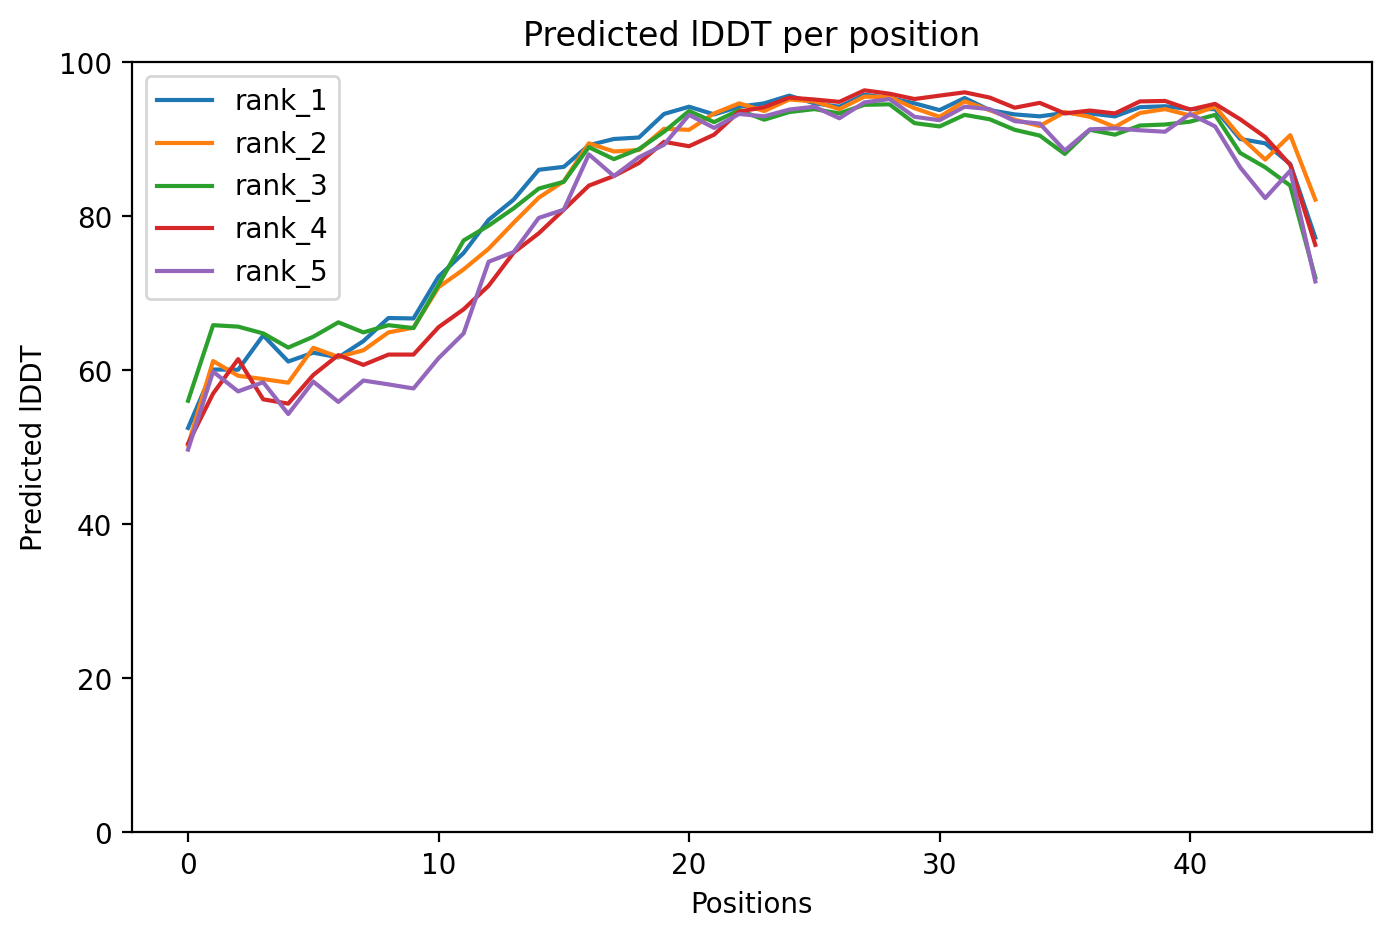 Predicted lDDT per position
100
80
60
40
20
0
Predicted lDDT
rank_1
rank_2
rank_3
rank_4
rank_5
0 10 20 30 40
Positions